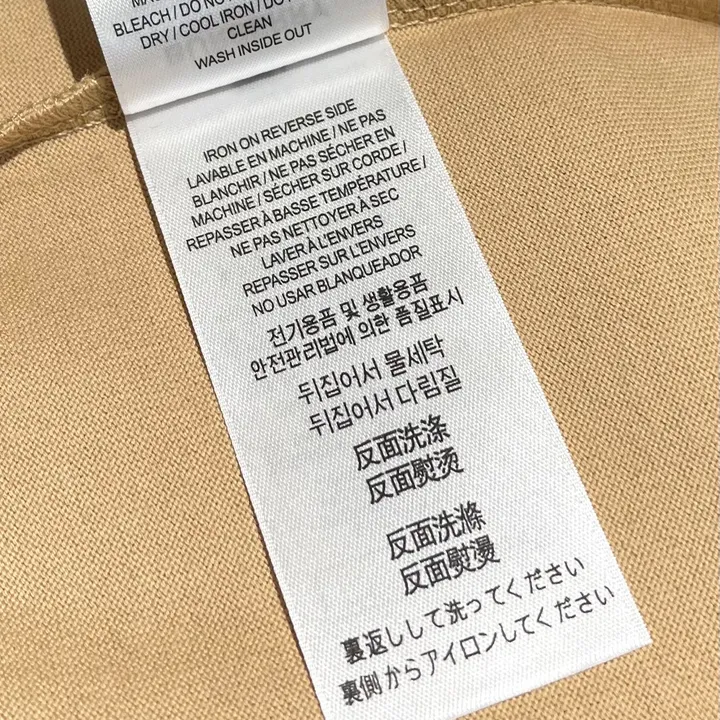 BLEACH / DO NO
DRY / COOL IRON / DO
CLEAN
WASH INSIDE OUT
IRON ON REVERSE SIDE
LAVABLE EN MACHINE / NE PAS
BLANCHIR / NE PAS SÉCHER EN
MACHINE / SÉCHER SUR CORDE /
REPASSER À BASSE TEMPÉRATURE /
NE PAS NETTOYER À SEC
LAVER À L'ENVERS
REPASSER SUR L'ENVERS
NO USAR BLANQUEADOR
전기용품 및 생활용품
안전관리법에 의한 품질표시
뒤집어서 물세탁
뒤집어서 다림질
反面洗涤
反面熨烫
反面洗滌
反面熨燙
裏返しして洗ってください
裏側からアイロンしてください